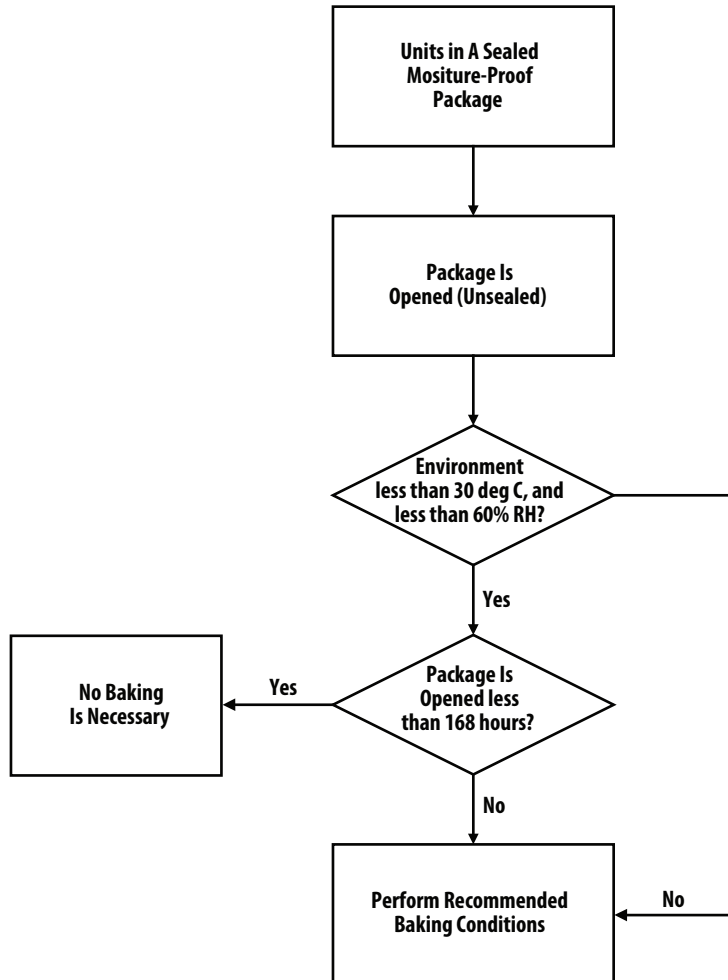 Units in A Sealed
Mositure-Proof
Package
Package Is
Opened (Unsealed)
Environment
less than 30 deg C, and
less than 60% RH?
Yes
No Baking
Is Necessary
Yes
Package Is
Opened less
than 168 hours?
No
Perform Recommended
Baking Conditions
No